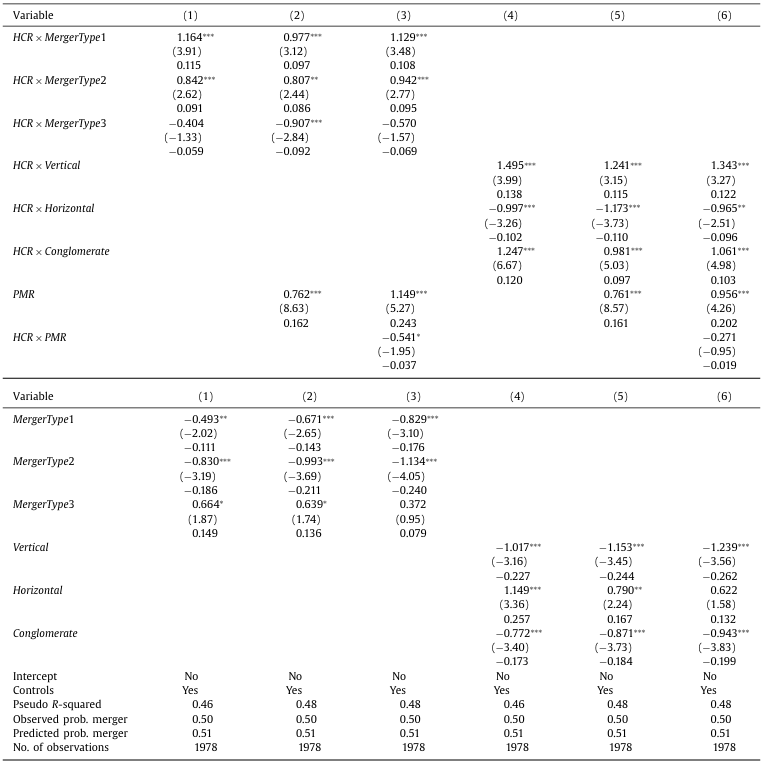 Variable (1) (2) (3) (4) (5) (6)
HCR × MergerType1 1.164*** 0.977*** 1.129***
(3.91) (3.12) (3.48)
0.115 0.097 0.108
HCR × MergerType2 0.842*** 0.807** 0.942***
(2.62) (2.44) (2.77)
0.091 0.086 0.095
HCR × MergerType3 −0.404 −0.907*** −0.570
(−1.33) (−2.84) (−1.57)
−0.059 −0.092 −0.069
HCR × Vertical 1.495*** 1.241*** 1.343***
(3.99) (3.15) (3.27)
0.138 0.115 0.122
HCR × Horizontal −0.997*** −1.173*** −0.965**
(−3.26) (−3.73) (−2.51)
−0.102 −0.110 −0.096
HCR × Conglomerate 1.247*** 0.981*** 1.061***
(6.67) (5.03) (4.98)
0.120 0.097 0.103
PMR 0.762*** 1.149*** 0.761*** 0.956***
(8.63) (5.27) (8.57) (4.26)
0.162 0.243 0.161 0.202
HCR × PMR −0.541* −0.271
(−1.95) (−0.95)
−0.037 −0.019
Variable (1) (2) (3) (4) (5) (6)
MergerType1 −0.493** −0.671*** −0.829***
(−2.02) (−2.65) (−3.10)
−0.111 −0.143 −0.176
MergerType2 −0.830*** −0.993*** −1.134***
(−3.19) (−3.69) (−4.05)
−0.186 −0.211 −0.240
MergerType3 0.664* 0.639* 0.372
(1.87) (1.74) (0.95)
0.149 0.136 0.079
Vertical −1.017*** −1.153*** −1.239***
(−3.16) (−3.45) (−3.56)
−0.227 −0.244 −0.262
Horizontal 1.149*** 0.790** 0.622
(3.36) (2.24) (1.58)
0.257 0.167 0.132
Conglomerate −0.772*** −0.871*** −0.943***
(−3.40) (−3.73) (−3.83)
−0.173 −0.184 −0.199
Intercept No No No No No No
Controls Yes Yes Yes Yes Yes Yes
Pseudo R-squared 0.46 0.48 0.48 0.46 0.48 0.48
Observed prob. merger 0.50 0.50 0.50 0.50 0.50 0.50
Predicted prob. merger 0.51 0.51 0.51 0.51 0.51 0.51
No. of observations 1978 1978 1978 1978 1978 1978